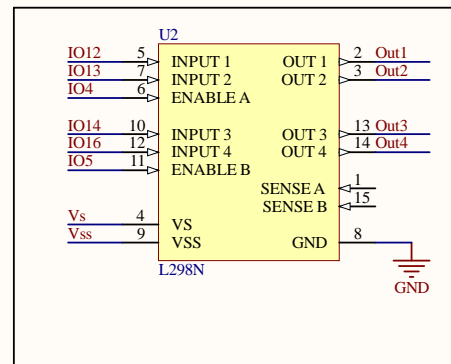 U2
IO12 5 INPUT 1 OUT 1 2 Out1
IO13 7 INPUT 2 OUT 2 3 Out2
IO4 6 ENABLE A
IO14 10 INPUT 3 OUT 3 13 Out3
IO16 12 INPUT 4 OUT 4 14 Out4
IO5 11 ENABLE B
SENSE A 1
SENSE B 15
Vs 4 VS
Vss 9 VSS GND 8
L298N
GND